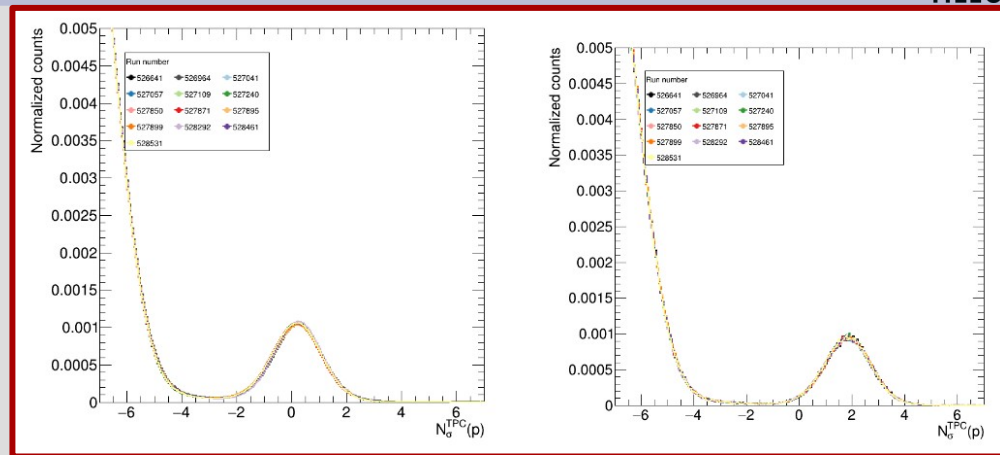 0.005
0.0045
0.004
0.0035
0.003
0.0025
0.002
0.0015
0.001
0.0005
0
Normalized counts
Run number
526641 526964 527041
527057 527109 527240
527850 527871 527895
527899 528292 528461
528531
−6 −4 −2 0 2 4 6
N_σ^TPC(p)
0.005
0.0045
0.004
0.0035
0.003
0.0025
0.002
0.0015
0.001
0.0005
0
Normalized counts
Run number
526641 526964 527041
527057 527109 527240
527850 527871 527895
527899 528292 528461
528531
−6 −4 −2 0 2 4 6
N_σ^TPC(p)